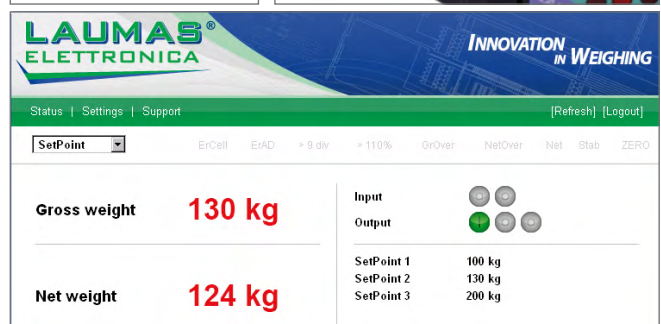 LAUMAS®
ELETTRONICA
INNOVATION
IN WEIGHING
Status | Settings | Support [Refresh] [Logout]
SetPoint ErCell ErAD > 9 div > 110% GrOver NetOver Net Stab ZERO
Gross weight 130 kg
Input
Output
SetPoint 1 100 kg
SetPoint 2 130 kg
SetPoint 3 200 kg
Net weight 124 kg